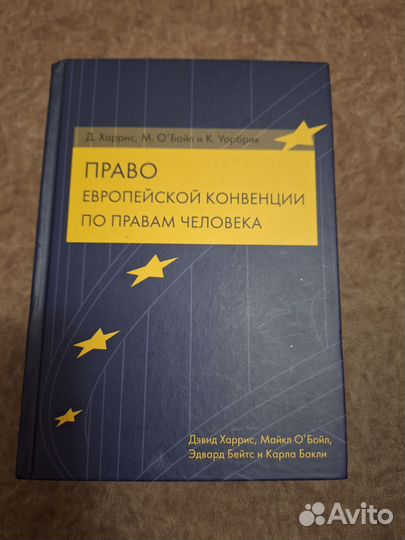 Д. Харрис, М. О'Бойл и К. Уорбрик
ПРАВО
ЕВРОПЕЙСКОЙ КОНВЕНЦИИ
ПО ПРАВАМ ЧЕЛОВЕКА
Дэвид Харрис, Майкл О'Бойл,
Эдвард Бейтс и Карла Бакли
Avito